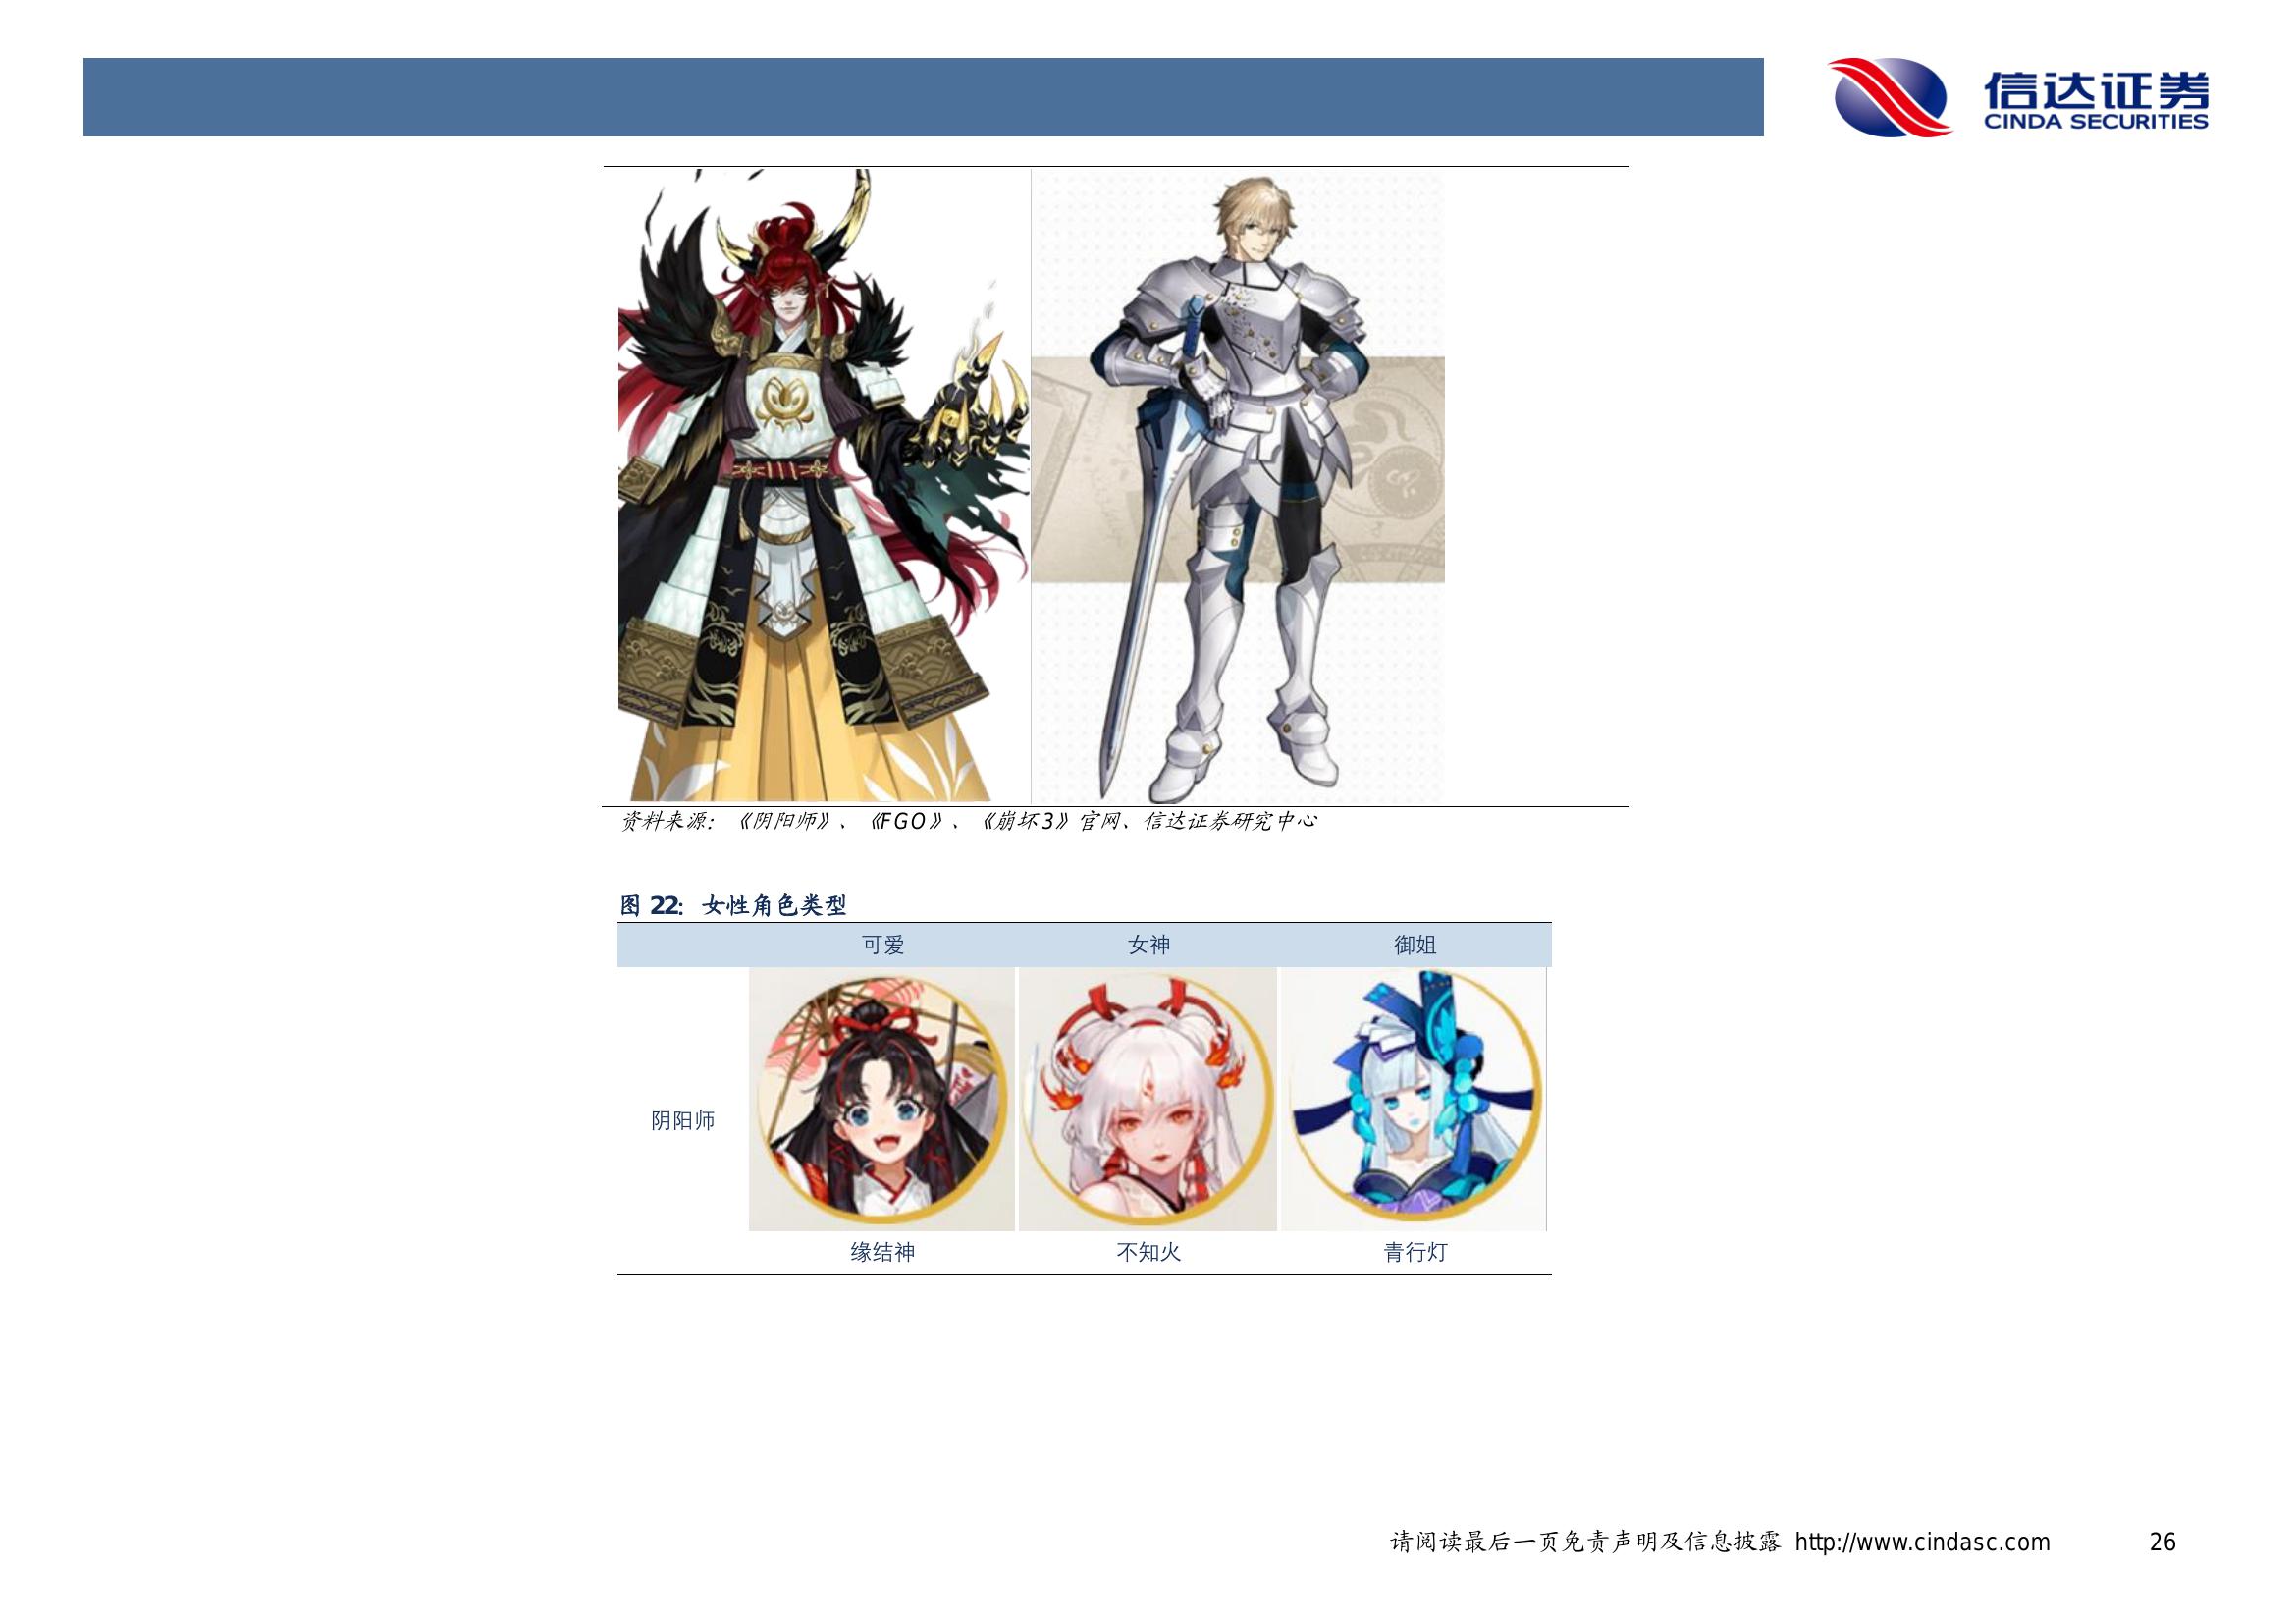 信达证券
CINDA SECURITIES
资料来源：《阴阳师》、《FGO》、《崩坏3》官网、信达证券研究中心
图 22：女性角色类型
可爱 女神 御姐
阴阳师
缘结神 不知火 青行灯
请阅读最后一页免责声明及信息披露 http://www.cindasc.com 26